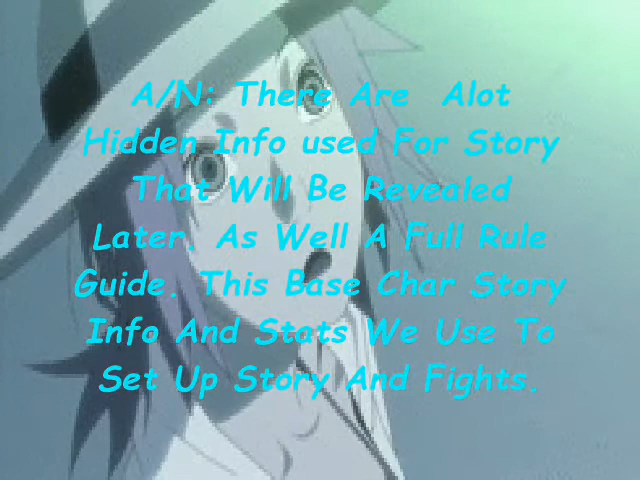 A/N: There Are Alot
Hidden Info used For Story
That Will Be Revealed
Later. As Well A Full Rule
Guide. This Base Char Story
Info And Stats We Use To
Set Up Story And Fights.